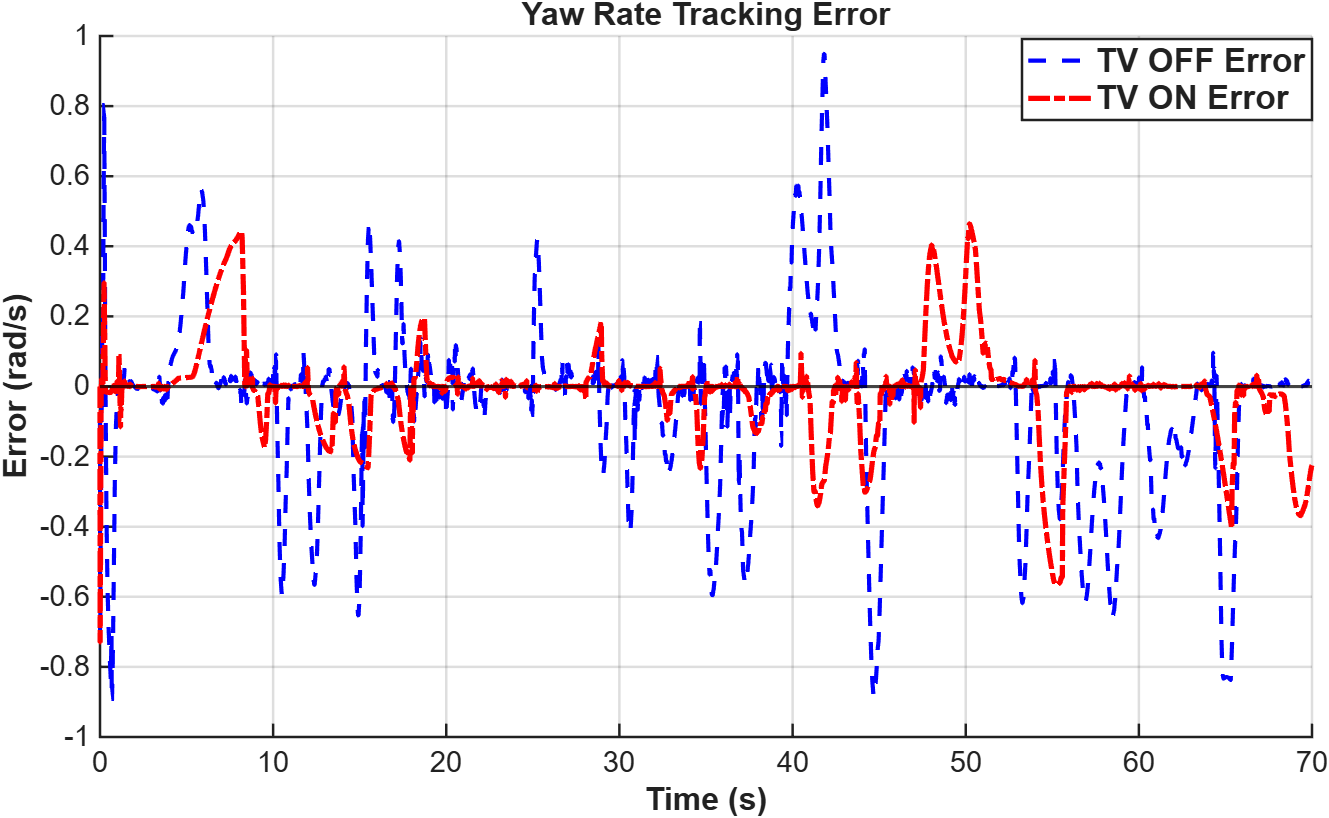 Yaw Rate Tracking Error
TV OFF Error
TV ON Error
1
0.8
0.6
0.4
0.2
0
-0.2
-0.4
-0.6
-0.8
-1
Error (rad/s)
0 10 20 30 40 50 60 70
Time (s)